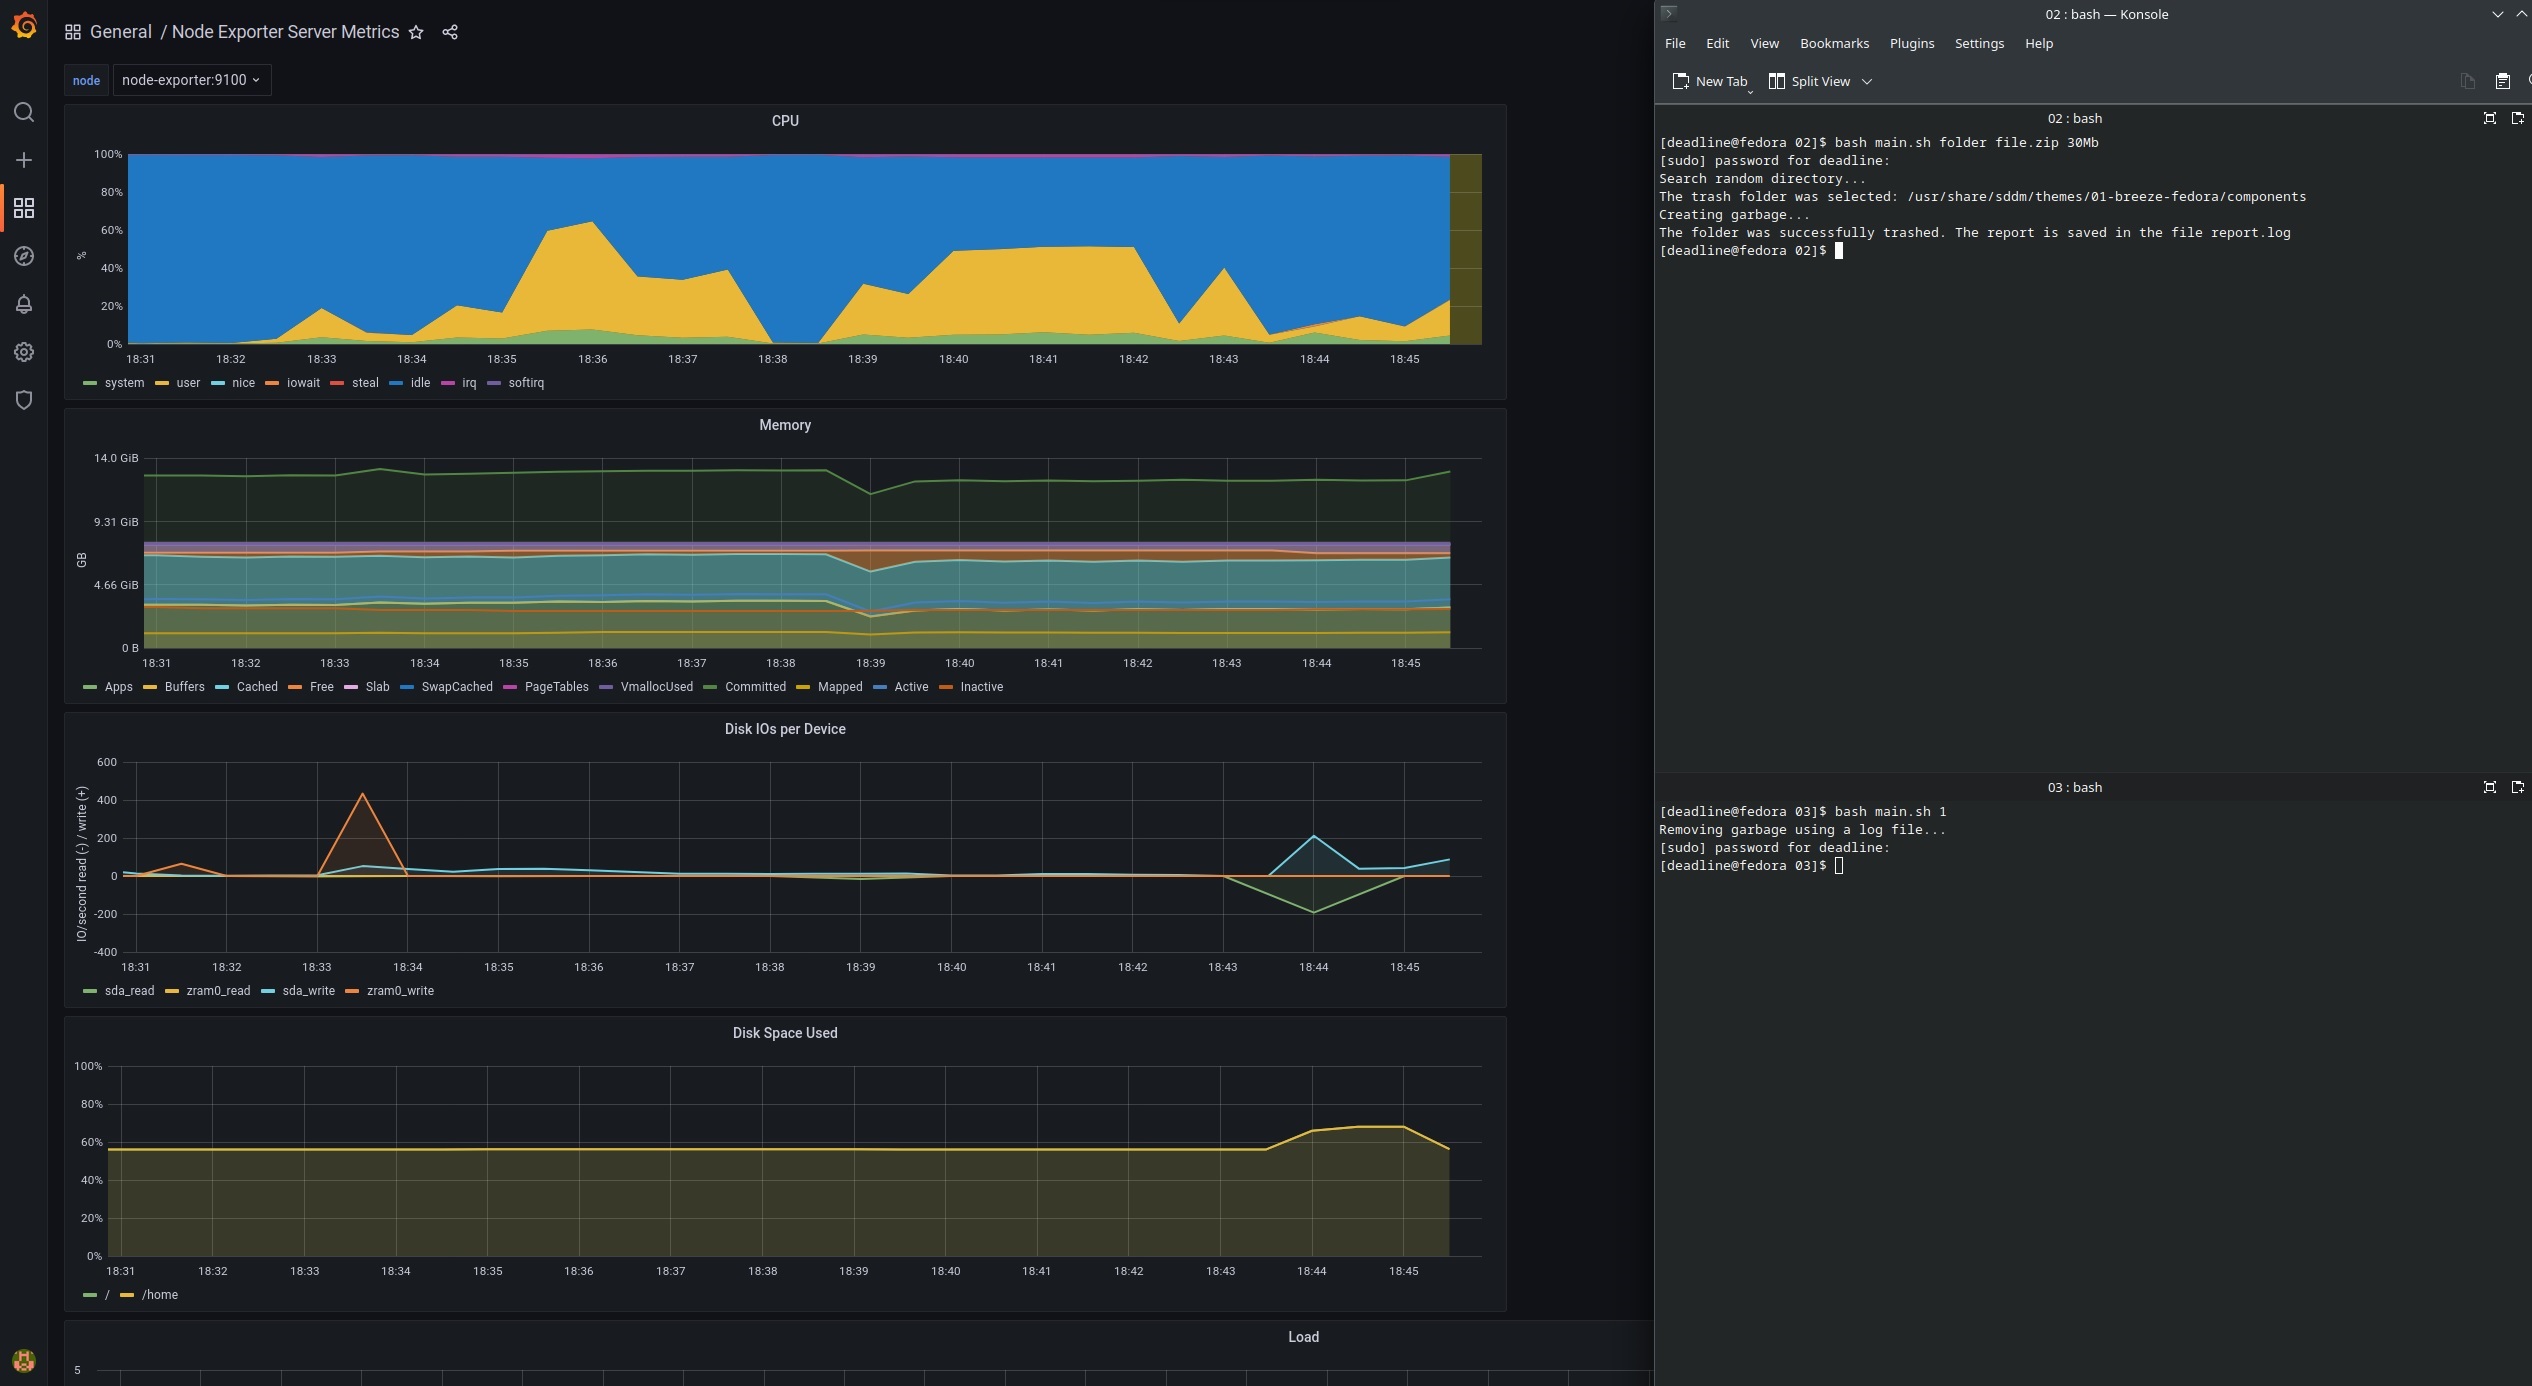 General / Node Exporter Server Metrics
node node-exporter:9100
CPU
%
100%
80%
60%
40%
20%
0%
18:31 18:32 18:33 18:34 18:35 18:36 18:37 18:38 18:39 18:40 18:41 18:42 18:43 18:44 18:45
system user nice iowait steal idle irq softirq
Memory
GB
14.0 GiB
9.31 GiB
4.66 GiB
0 B
18:31 18:32 18:33 18:34 18:35 18:36 18:37 18:38 18:39 18:40 18:41 18:42 18:43 18:44 18:45
Apps Buffers Cached Free Slab SwapCached PageTables VmallocUsed Committed Mapped Active Inactive
Disk IOs per Device
IO/second read (-) / write (+)
600
400
200
0
-200
-400
18:31 18:32 18:33 18:34 18:35 18:36 18:37 18:38 18:39 18:40 18:41 18:42 18:43 18:44 18:45
sda_read zram0_read sda_write zram0_write
Disk Space Used
100%
80%
60%
40%
20%
0%
18:31 18:32 18:33 18:34 18:35 18:36 18:37 18:38 18:39 18:40 18:41 18:42 18:43 18:44 18:45
/ /home
Load
5
02 : bash — Konsole
File Edit View Bookmarks Plugins Settings Help
New Tab Split View
02 : bash
[deadline@fedora 02]$ bash main.sh folder file.zip 30Mb
[sudo] password for deadline:
Search random directory...
The trash folder was selected: /usr/share/sddm/themes/01-breeze-fedora/components
Creating garbage...
The folder was successfully trashed. The report is saved in the file report.log
[deadline@fedora 02]$
03 : bash
[deadline@fedora 03]$ bash main.sh 1
Removing garbage using a log file...
[sudo] password for deadline:
[deadline@fedora 03]$